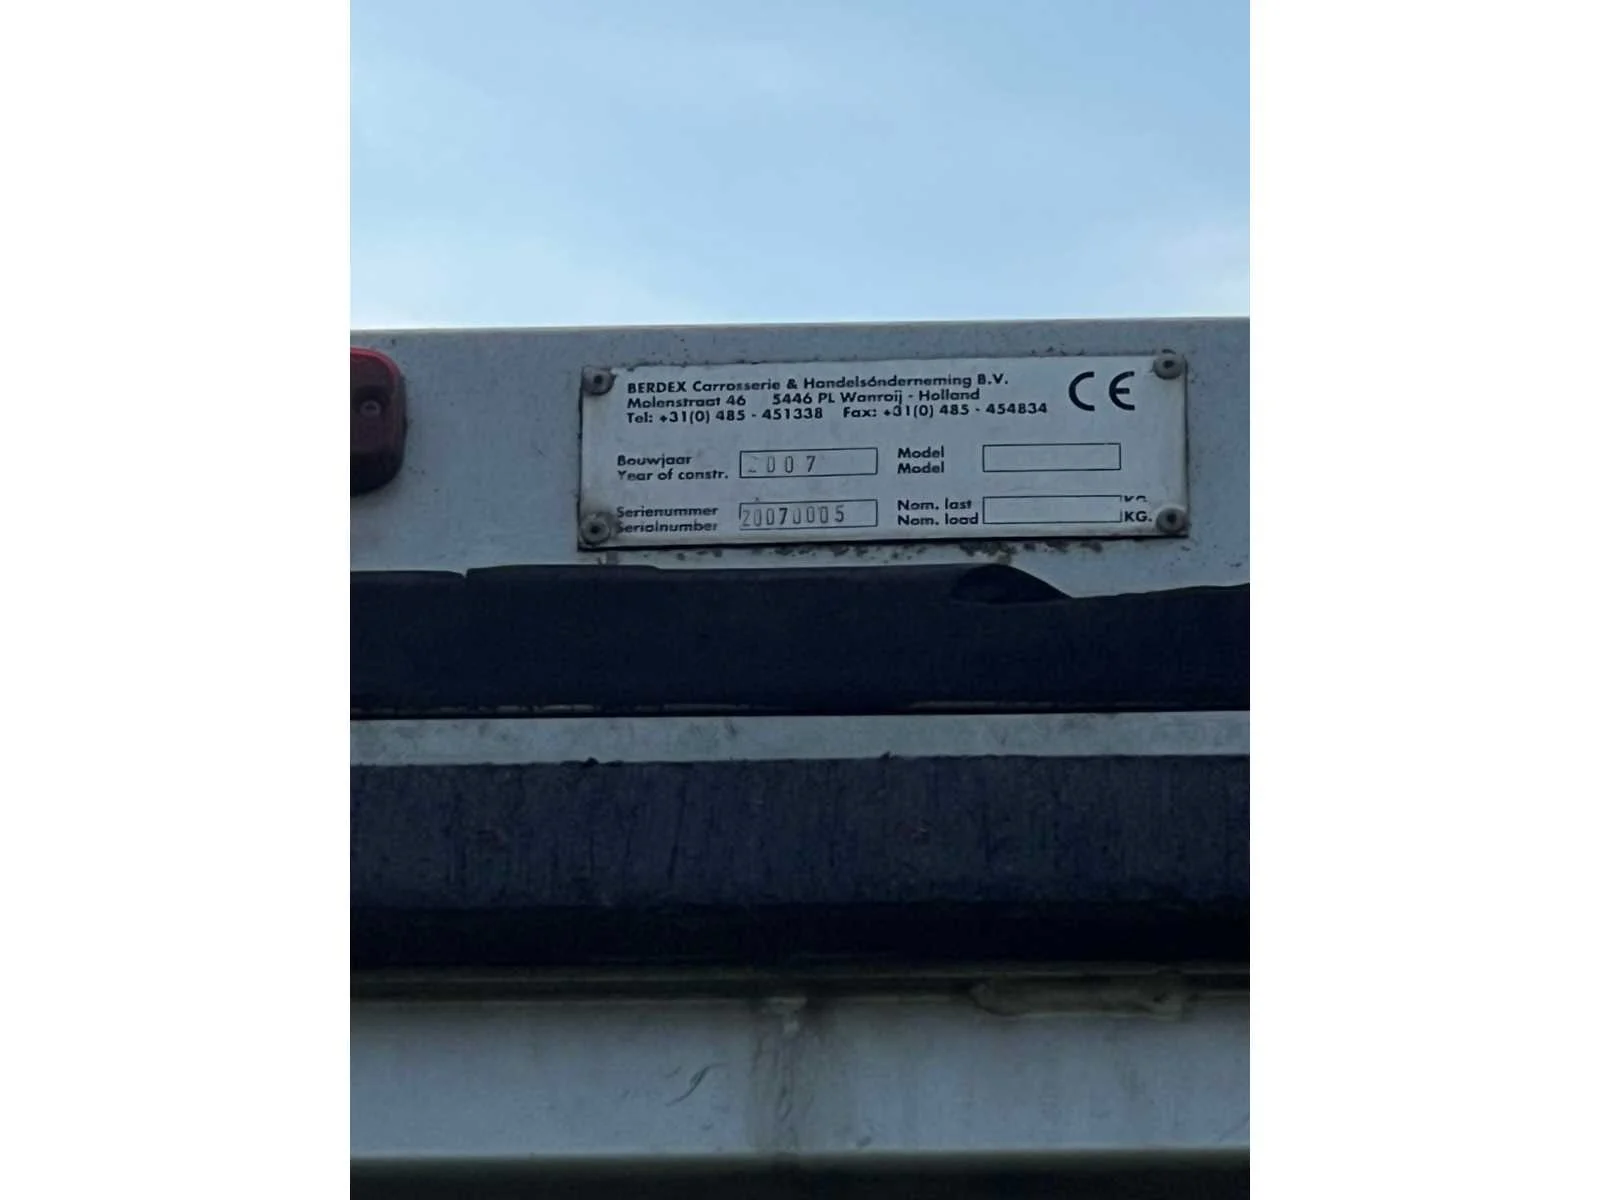 BERDEX Carrosserie & Handelsónderneming B.V.
Molenstraat 46 5446 PL Wanroij - Holland
Tel: +31(0) 485 - 451338 Fax: +31(0) 485 - 454834
CE
Bouwjaar
Year of constr. 2007
Model
Model
Serienummer
Serialnumber 20070005
Nom. last KG.
Nom. load KG.